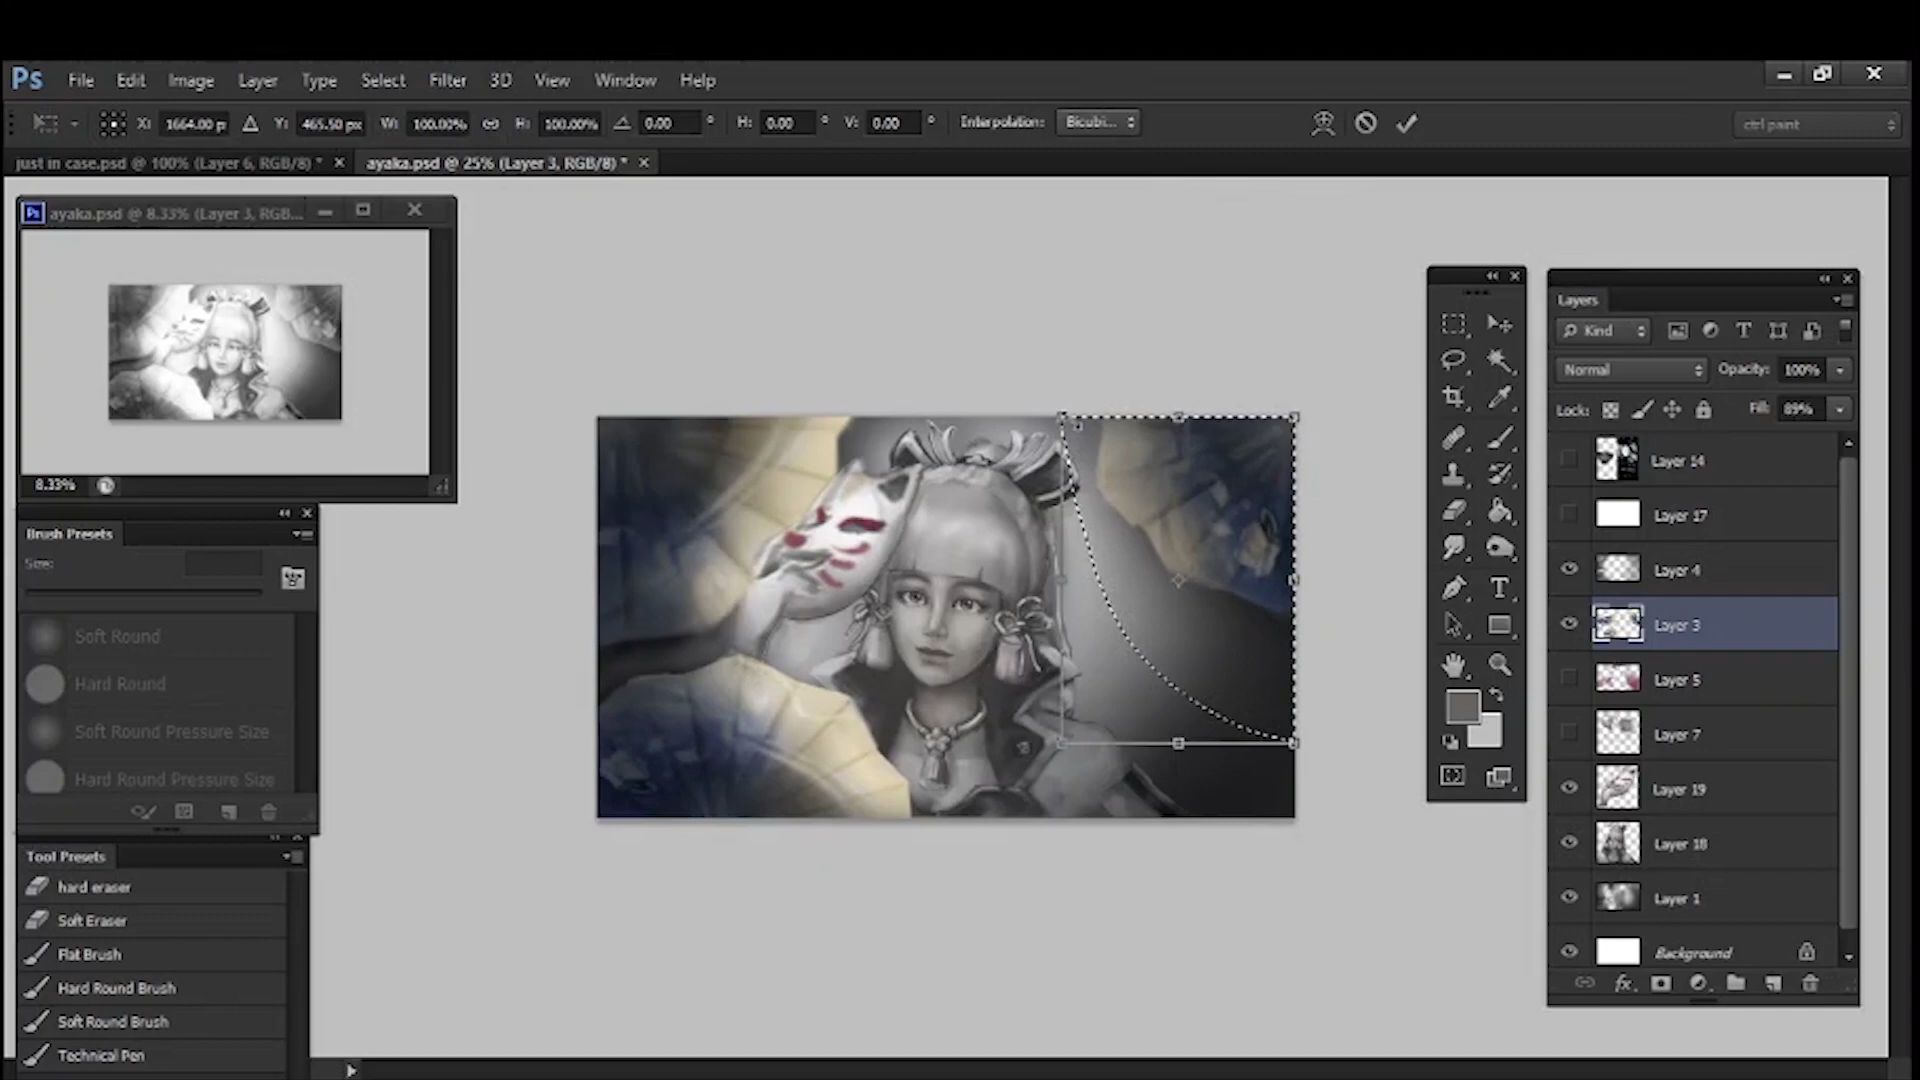 Ps File Edit Image Layer Type Select Filter 3D View Window Help
X: 1664.00 p Y: 465.50 px W: 100.00% H: 100.00% 0.00 ° H: 0.00 ° V: 0.00 ° Interpolation: Bicubi... ctrl paint
just in case.psd @ 100% (Layer 6, RGB/8) * × ayaka.psd @ 25% (Layer 3, RGB/8) * ×
Ps ayaka.psd @ 8.33% (Layer 3, RGB...
8.33%
Brush Presets
Size:
Soft Round
Hard Round
Soft Round Pressure Size
Hard Round Pressure Size
Tool Presets
hard eraser
Soft Eraser
Flat Brush
Hard Round Brush
Soft Round Brush
Technical Pen
Layers
Kind
Normal Opacity: 100%
Lock: Fill: 89%
Layer 14
Layer 17
Layer 4
Layer 3
Layer 5
Layer 7
Layer 19
Layer 18
Layer 1
Background
fx